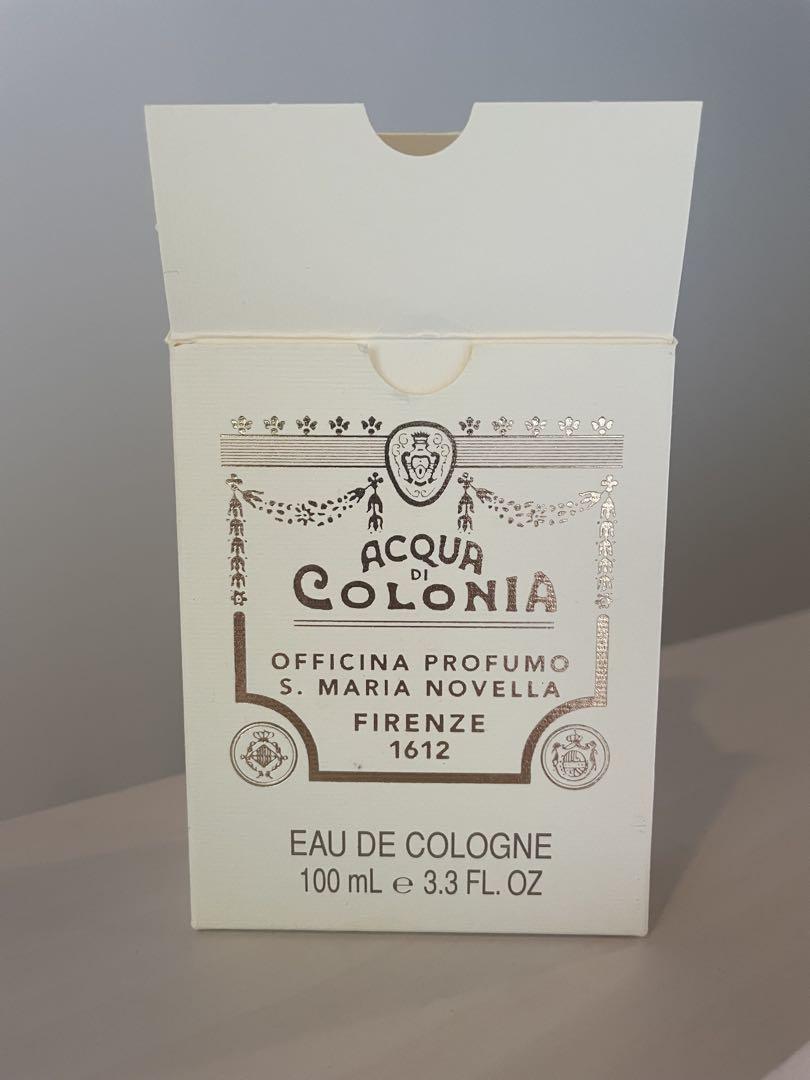 ACQUA
DI
COLONIA
OFFICINA PROFUMO
S. MARIA NOVELLA
FIRENZE
1612
EAU DE COLOGNE
100 mL ℮ 3.3 FL. OZ